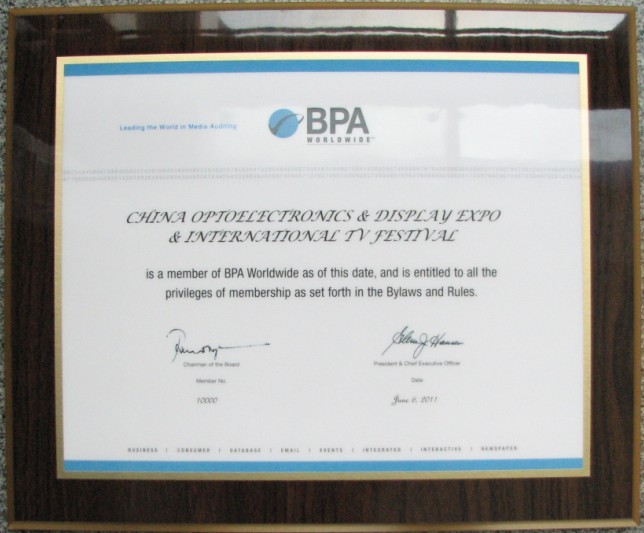 Leading the World in Media Auditing
BPA
WORLDWIDE
CHINA OPTOELECTRONICS & DISPLAY EXPO
& INTERNATIONAL TV FESTIVAL
is a member of BPA Worldwide as of this date, and is entitled to all the
privileges of membership as set forth in the Bylaws and Rules.
Chairman of the Board
President & Chief Executive Officer
Member No.
Date
10000
June 6, 2011
BUSINESS | CONSUMER | DATABASE | EMAIL | EVENTS | INTEGRATED | INTERACTIVE | NEWSPAPER